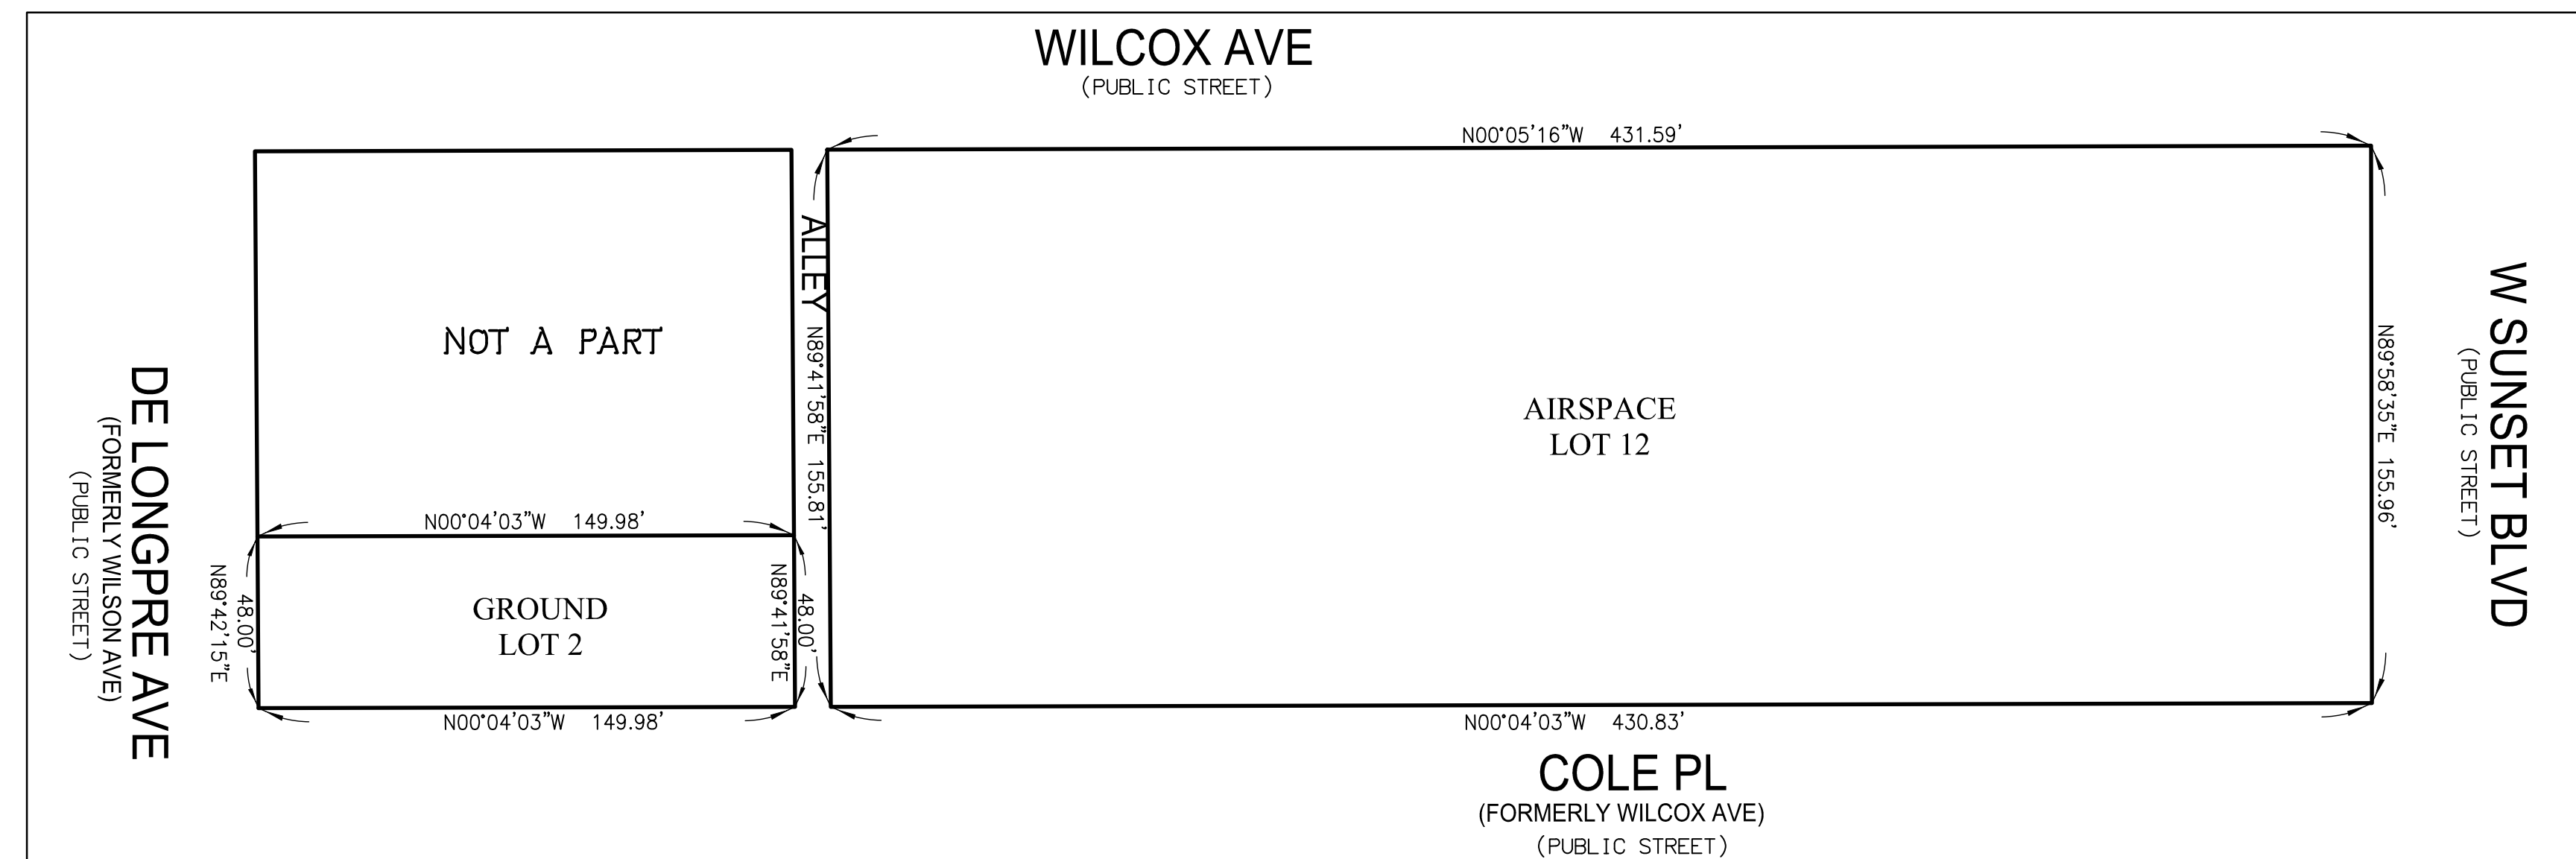 WILCOX AVE
(PUBLIC STREET)
N00°05'16"W 431.59'
ALLEY
N89°41'58"E 155.81'
NOT A PART
AIRSPACE
LOT 12
N89°58'35"E 155.96'
W SUNSET BLVD
(PUBLIC STREET)
DE LONGPRE AVE
(FORMERLY WILSON AVE)
(PUBLIC STREET)
N00°04'03"W 149.98'
N89°42'15"E
48.00'
GROUND
LOT 2
N89°41'58"E
48.00'
N00°04'03"W 149.98'
N00°04'03"W 430.83'
COLE PL
(FORMERLY WILCOX AVE)
(PUBLIC STREET)